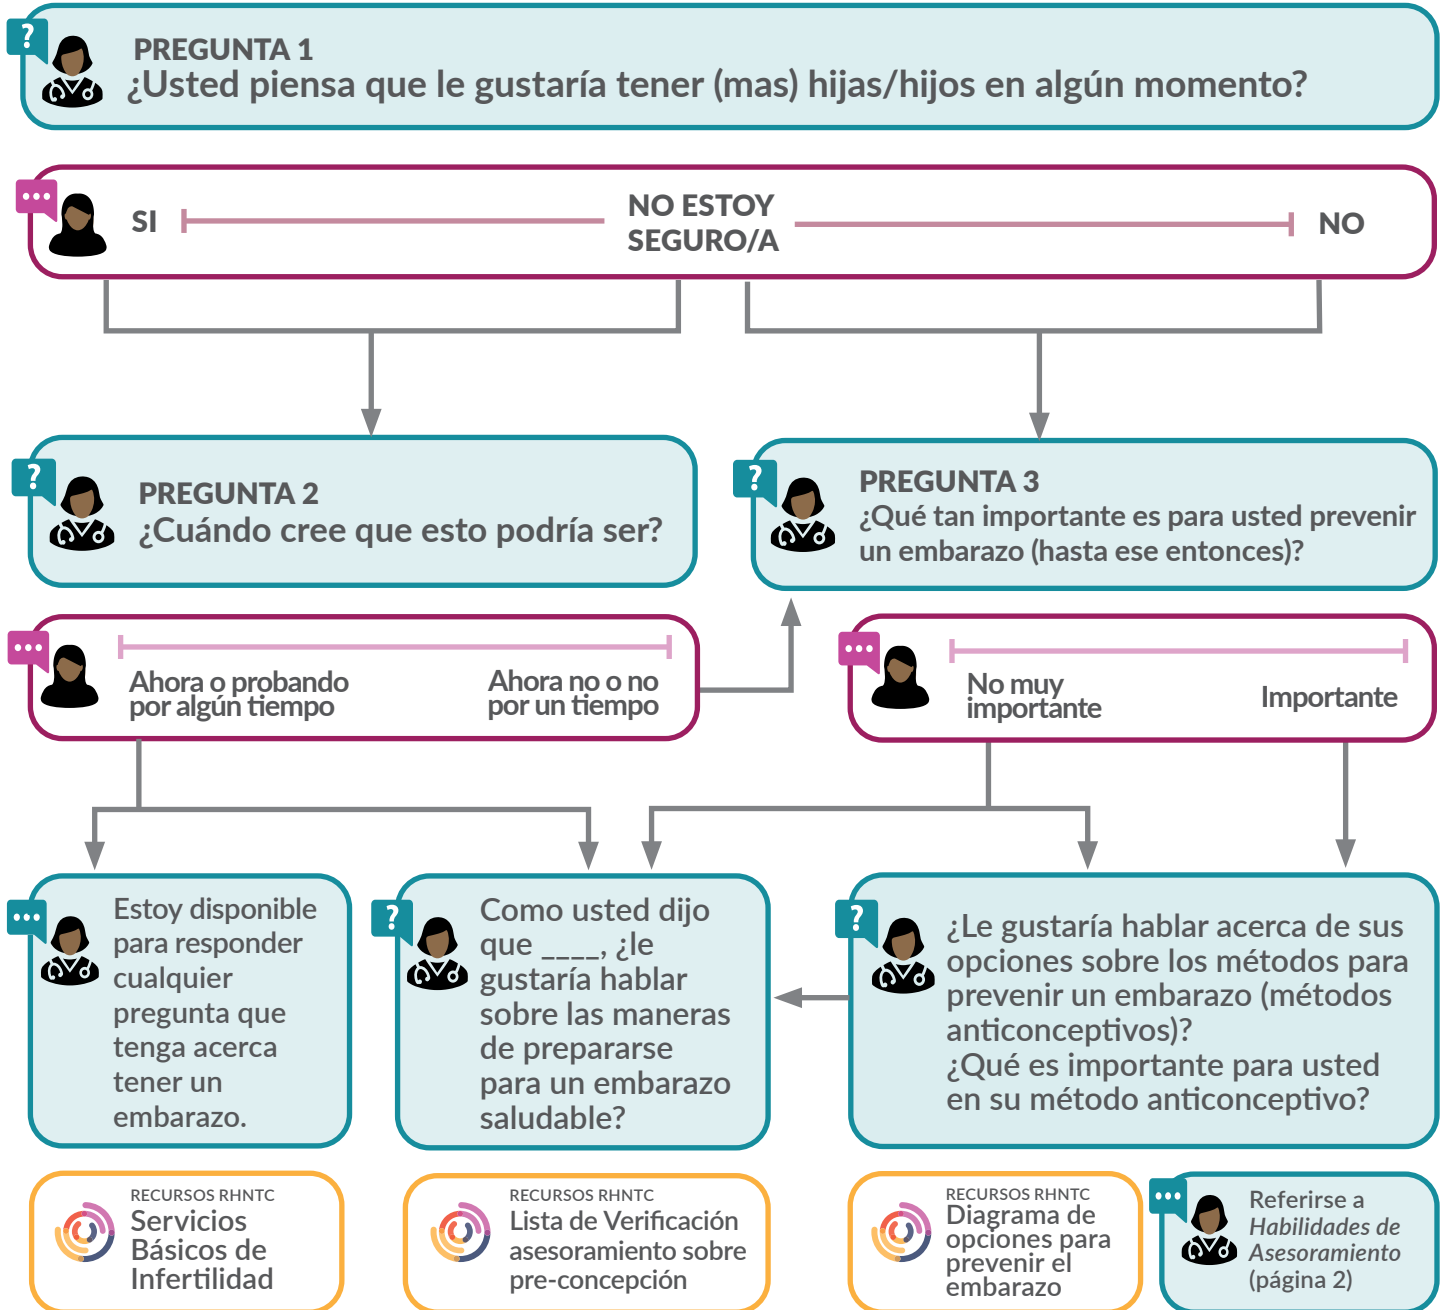 ?
PREGUNTA 1
¿Usted piensa que le gustaría tener (mas) hijas/hijos en algún momento?
SI
NO ESTOY
SEGURO/A
NO
?
PREGUNTA 2
¿Cuándo cree que esto podría ser?
?
PREGUNTA 3
¿Qué tan importante es para usted prevenir
un embarazo (hasta ese entonces)?
Ahora o probando
por algún tiempo
Ahora no o no
por un tiempo
No muy
importante
Importante
Estoy disponible
para responder
cualquier
pregunta que
tenga acerca
tener un
embarazo.
?
Como usted dijo
que ____, ¿le
gustaría hablar
sobre las maneras
de prepararse
para un embarazo
saludable?
?
¿Le gustaría hablar acerca de sus
opciones sobre los métodos para
prevenir un embarazo (métodos
anticonceptivos)?
¿Qué es importante para usted
en su método anticonceptivo?
RECURSOS RHNTC
Servicios
Básicos de
Infertilidad
RECURSOS RHNTC
Lista de Verificación
asesoramiento sobre
pre-concepción
RECURSOS RHNTC
Diagrama de
opciones para
prevenir el
embarazo
Referirse a
Habilidades de
Asesoramiento
(página 2)